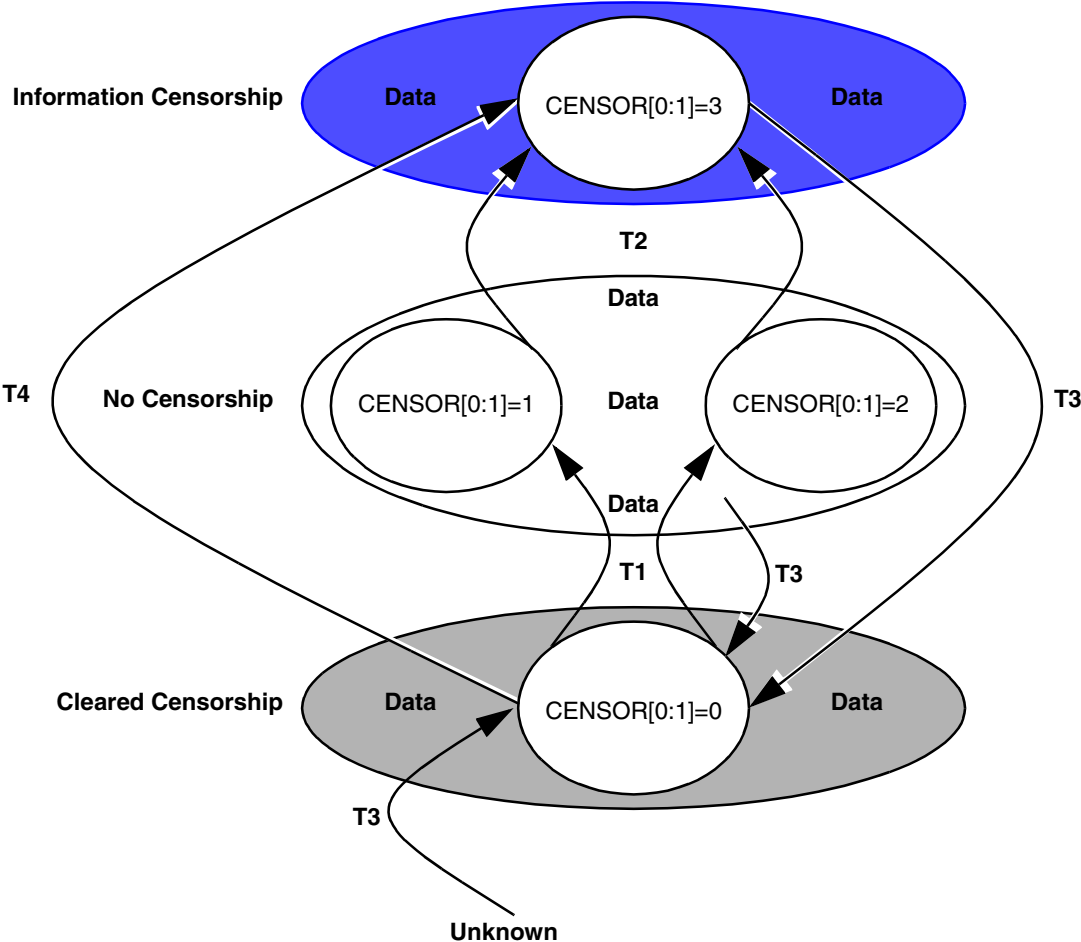 Information Censorship
Data
CENSOR[0:1]=3
Data
T2
Data
T4
No Censorship
CENSOR[0:1]=1
Data
CENSOR[0:1]=2
T3
Data
T1
T3
Cleared Censorship
Data
CENSOR[0:1]=0
Data
T3
Unknown